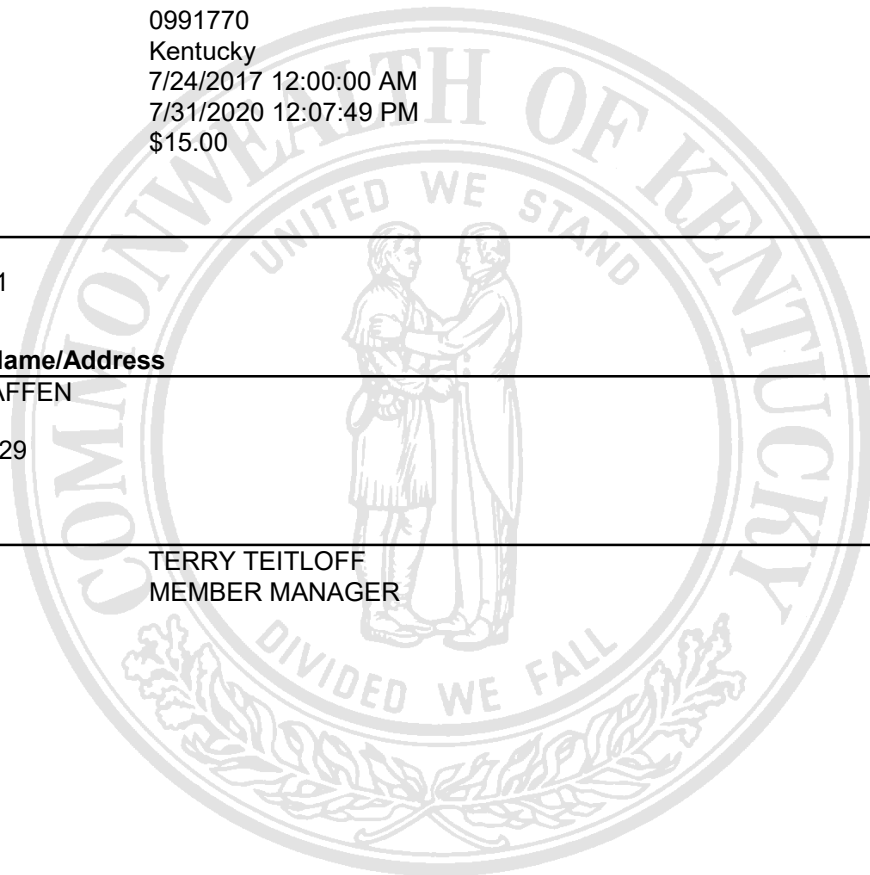 0991770
Kentucky
7/24/2017 12:00:00 AM
7/31/2020 12:07:49 PM
$15.00
1
Name/Address
AFFEN
29
TERRY TEITLOFF
MEMBER MANAGER
COMMONWEALTH OF KENTUCKY
UNITED WE STAND
DIVIDED WE FALL